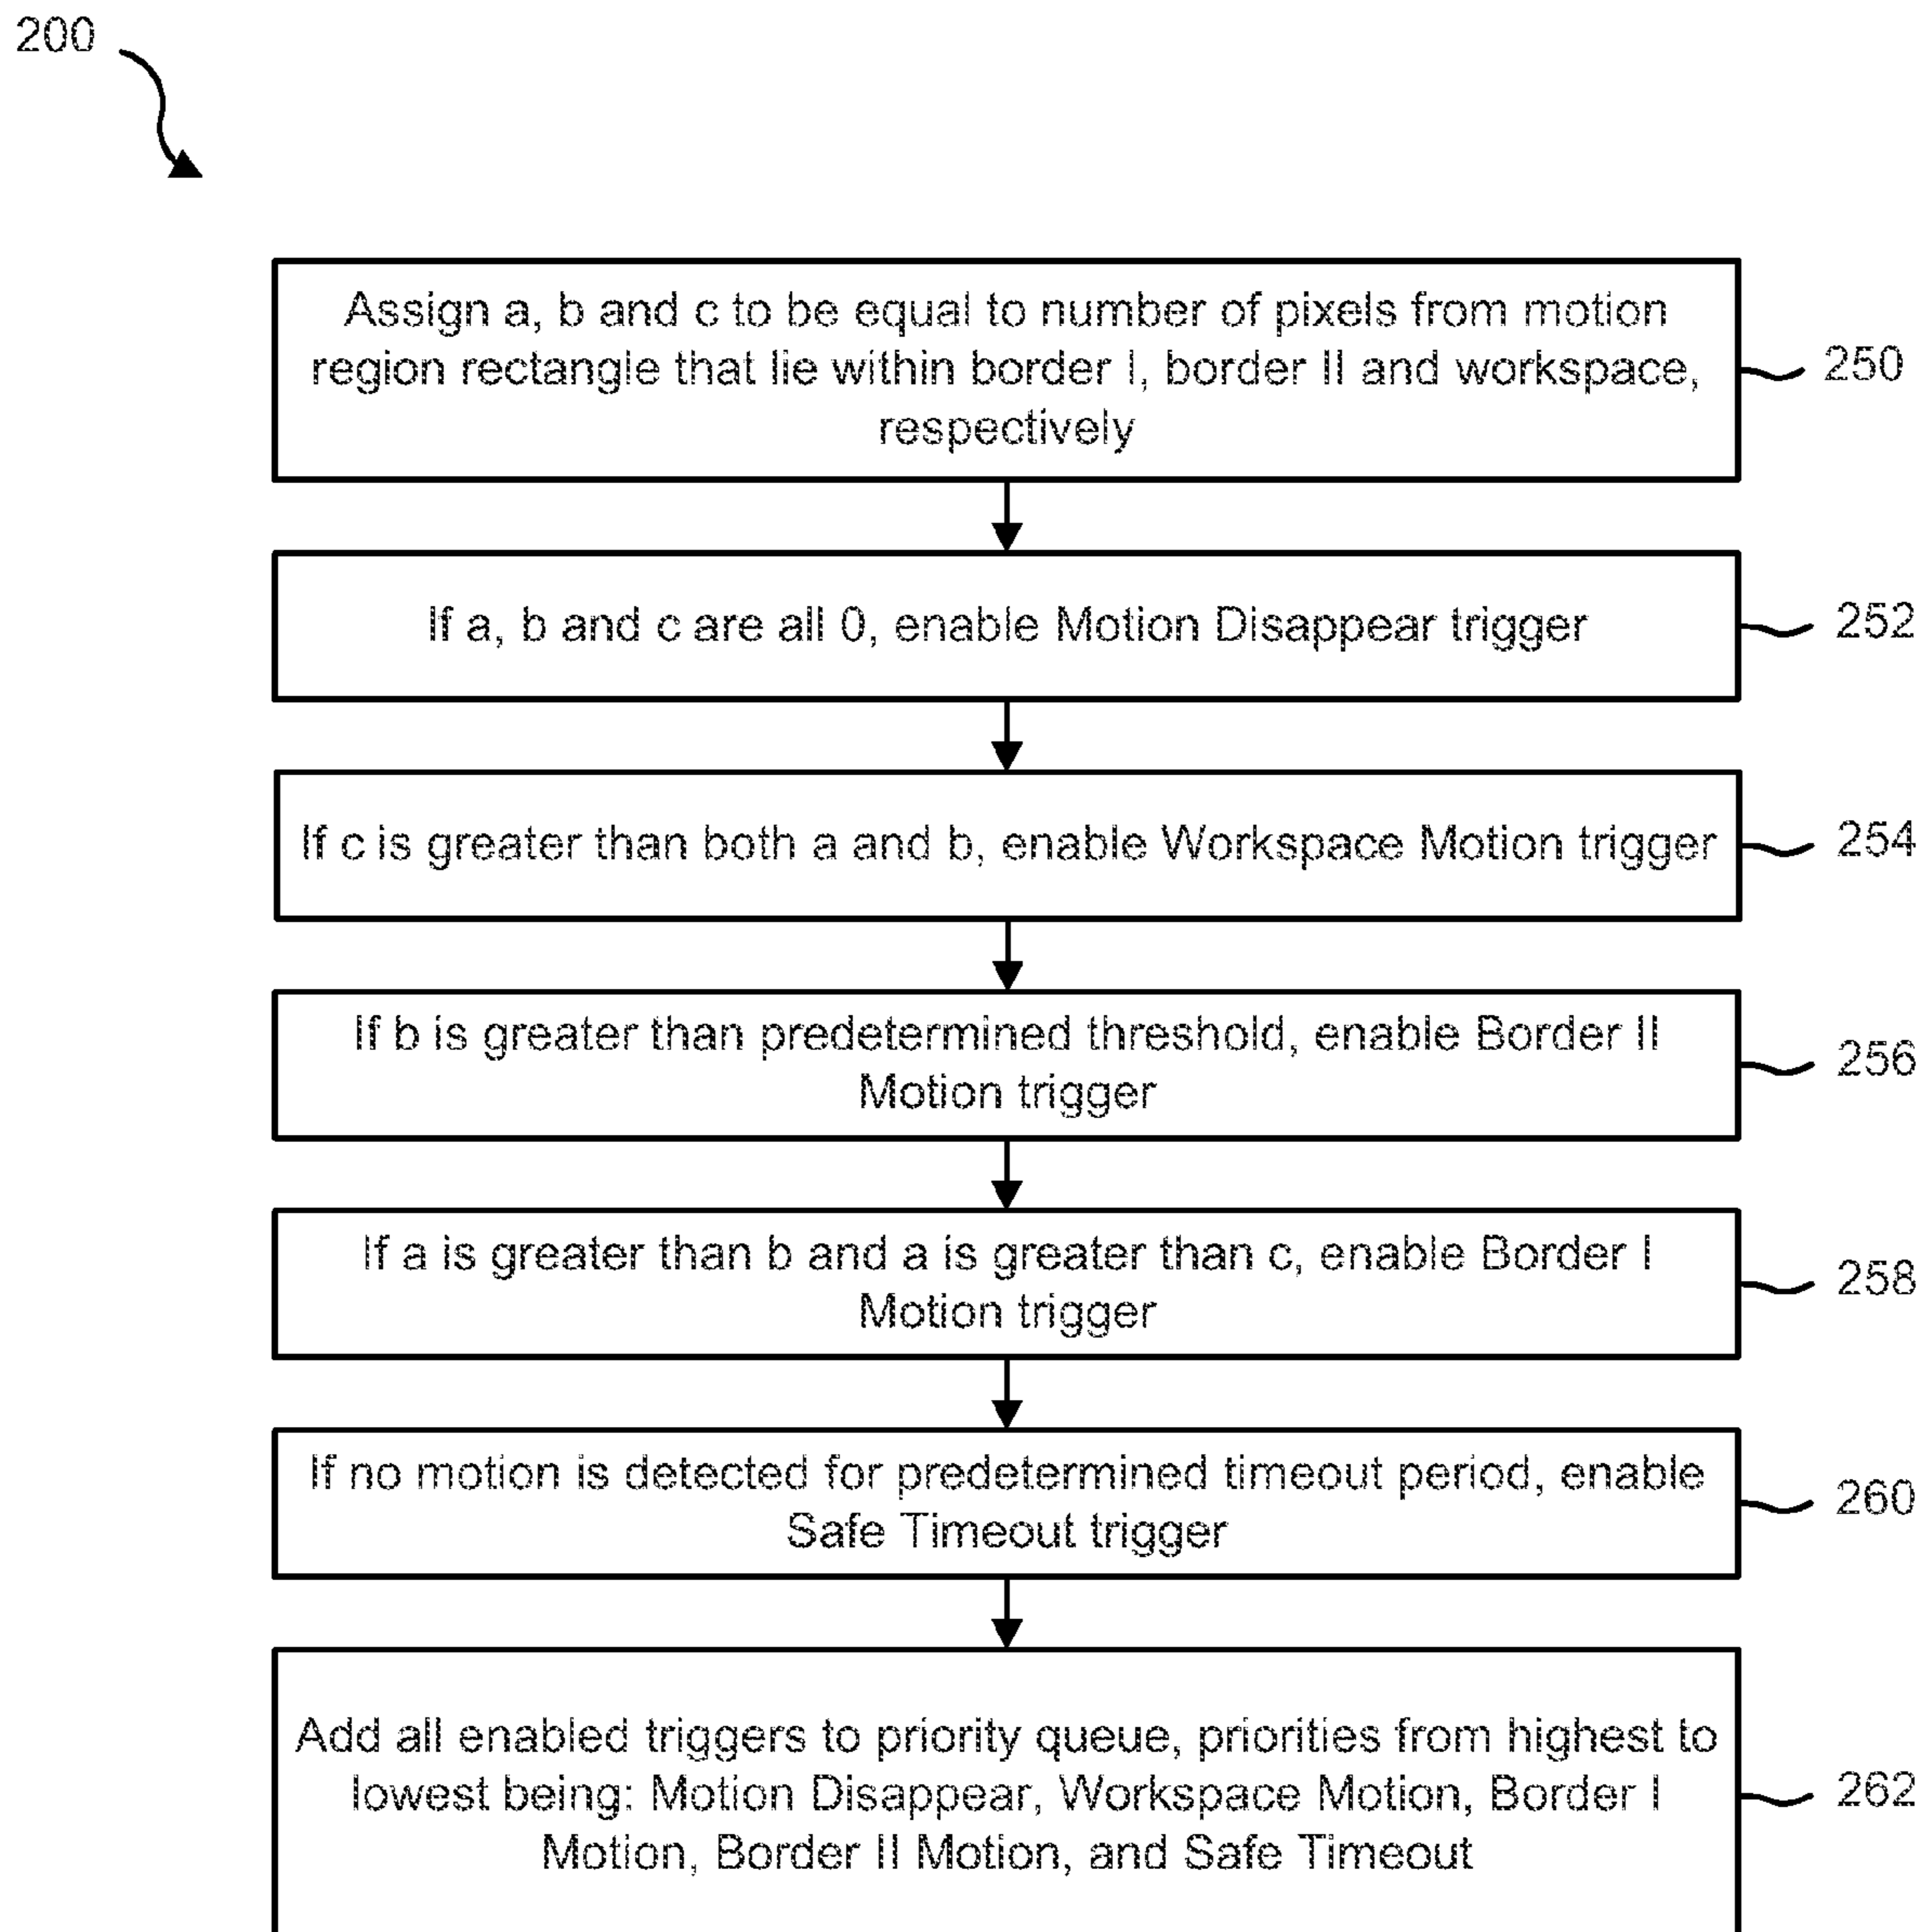 200
Assign a, b and c to be equal to number of pixels from motion
region rectangle that lie within border I, border II and workspace,
respectively
250
If a, b and c are all 0, enable Motion Disappear trigger
252
If c is greater than both a and b, enable Workspace Motion trigger
254
If b is greater than predetermined threshold, enable Border II
Motion trigger
256
If a is greater than b and a is greater than c, enable Border I
Motion trigger
258
If no motion is detected for predetermined timeout period, enable
Safe Timeout trigger
260
Add all enabled triggers to priority queue, priorities from highest to
lowest being: Motion Disappear, Workspace Motion, Border I
Motion, Border II Motion, and Safe Timeout
262